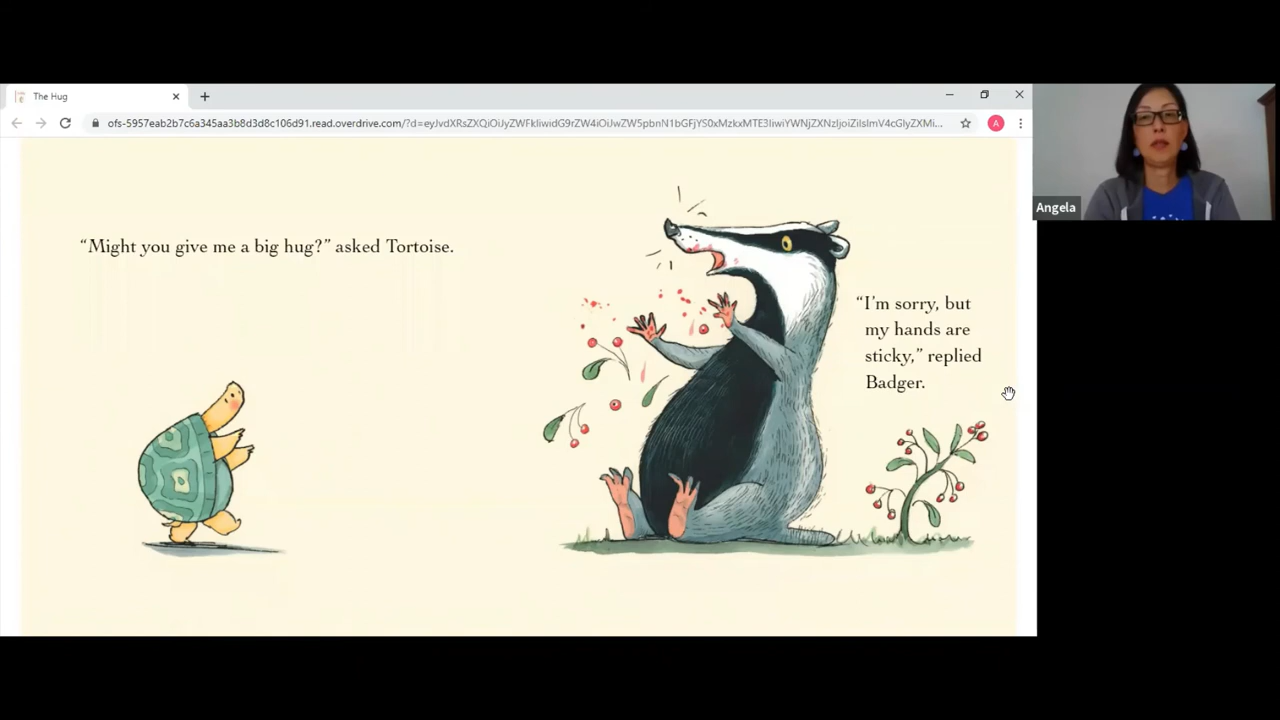 The Hug
“Might you give me a big hug?” asked Tortoise.
“I’m sorry, but
my hands are
sticky,” replied
Badger.
A
Angela